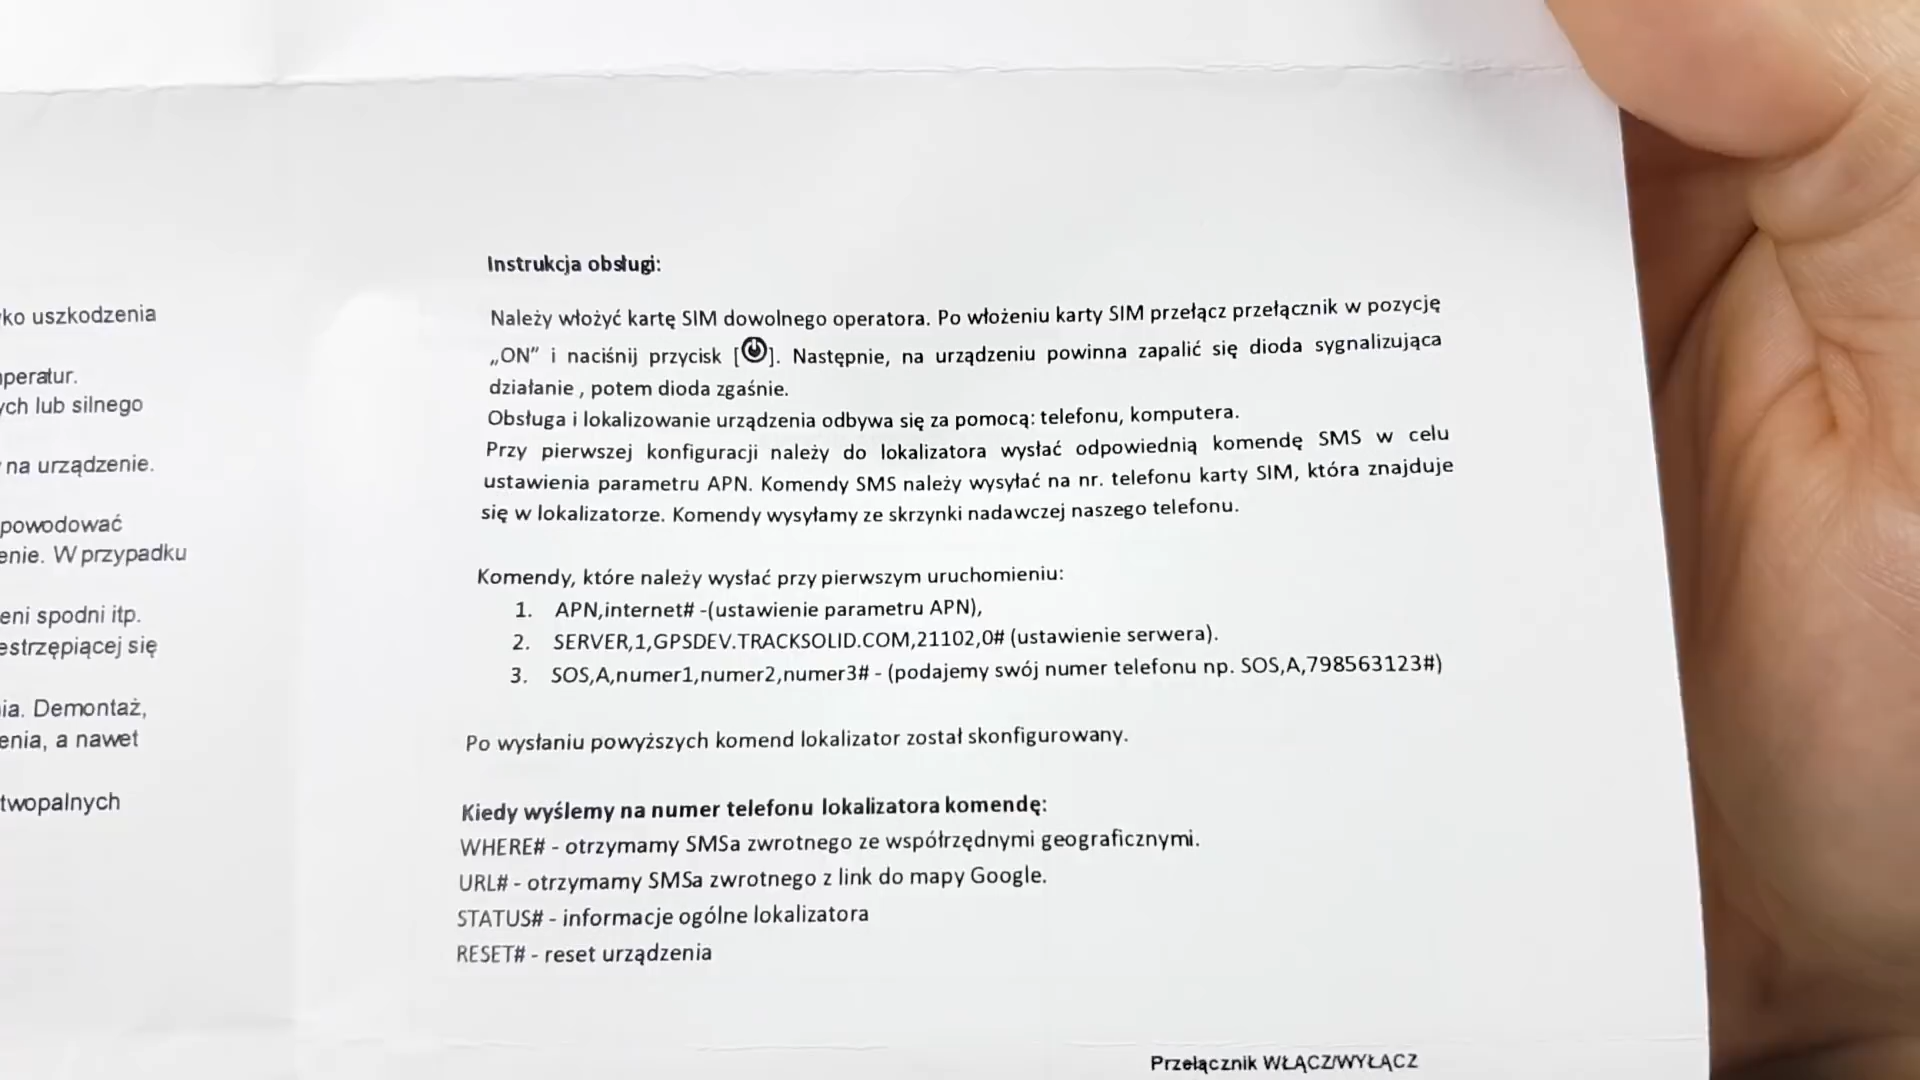 ko uszkodzenia
peratur.
ych lub silnego
na urządzenie.
powodować
enie. W przypadku
eni spodni itp.
estrzępiącej się
ia. Demontaż,
enia, a nawet
twopalnych
Instrukcja obsługi:
Należy włożyć kartę SIM dowolnego operatora. Po włożeniu karty SIM przełącz przełącznik w pozycję
„ON” i naciśnij przycisk [⏻]. Następnie, na urządzeniu powinna zapalić się dioda sygnalizująca
działanie , potem dioda zgaśnie.
Obsługa i lokalizowanie urządzenia odbywa się za pomocą: telefonu, komputera.
Przy pierwszej konfiguracji należy do lokalizatora wysłać odpowiednią komendę SMS w celu
ustawienia parametru APN. Komendy SMS należy wysyłać na nr. telefonu karty SIM, która znajduje
się w lokalizatorze. Komendy wysyłamy ze skrzynki nadawczej naszego telefonu.
Komendy, które należy wysłać przy pierwszym uruchomieniu:
1. APN,internet# -(ustawienie parametru APN),
2. SERVER,1,GPSDEV.TRACKSOLID.COM,21102,0# (ustawienie serwera).
3. SOS,A,numer1,numer2,numer3# - (podajemy swój numer telefonu np. SOS,A,798563123#)
Po wysłaniu powyższych komend lokalizator został skonfigurowany.
Kiedy wyślemy na numer telefonu lokalizatora komendę:
WHERE# - otrzymamy SMSa zwrotnego ze współrzędnymi geograficznymi.
URL# - otrzymamy SMSa zwrotnego z link do mapy Google.
STATUS# - informacje ogólne lokalizatora
RESET# - reset urządzenia
Przełącznik WŁĄCZ/WYŁĄCZ